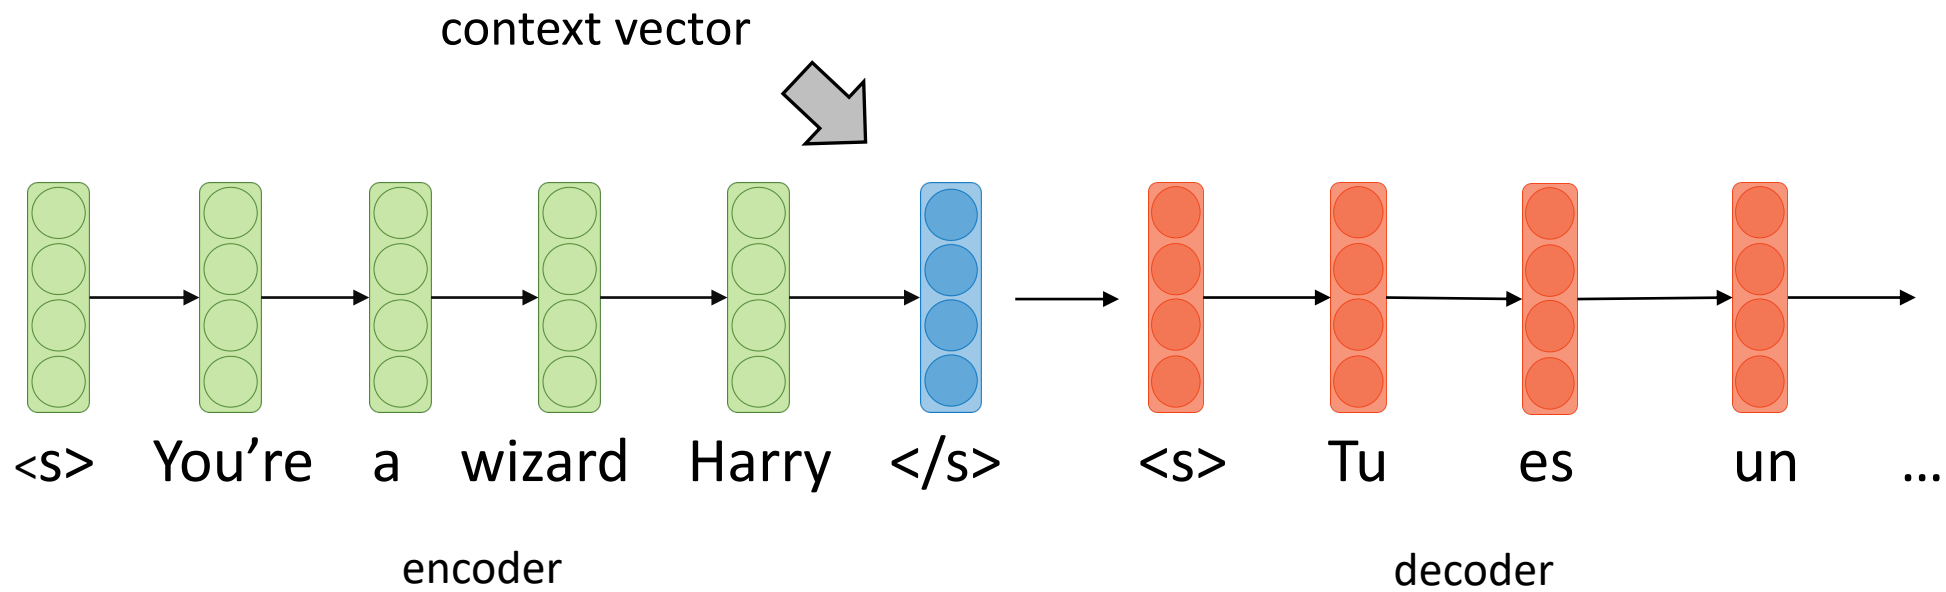 context vector
<s> You’re a wizard Harry </s> <s> Tu es un ...
encoder decoder